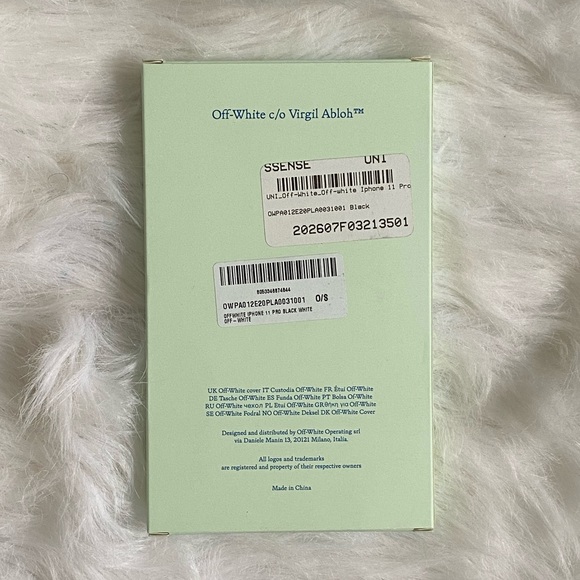 Off-White c/o Virgil Abloh™
SSENSE UNI
UNI_Off-White_Off-white Iphone 11 Pro
OWPA012E20PLA0031001 Black
202607F03213501
OWPA012E20PLA0031001 O/S
OFFWHITE IPHONE 11 PRO BLACK WHITE
OFF-WHITE
UK Off-White cover IT Custodia Off-White FR Étui Off-White
DE Tasche Off-White ES Funda Off-White PT Bolsa Of-White
RU Off-White чехол PL Etui Off-White GR Θήκη για Off-White
SE Off-White Fodral NO Off-White Deksel DK Off-White Cover
Designed and distributed by Off-White Operating srl
via Daniele Manin 13, 20121 Milano, Italia.
All logos and trademarks
are registered and property of their respective owners
Made in China